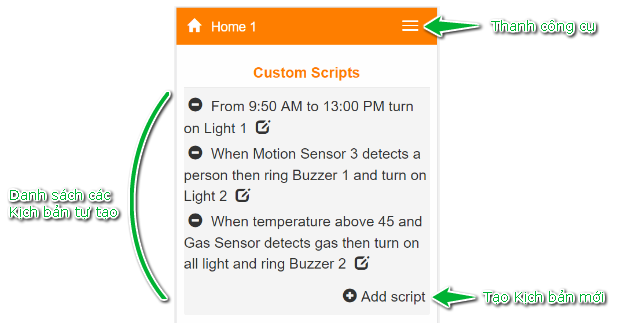 Home 1
Thanh công cụ
Custom Scripts
From 9:50 AM to 13:00 PM turn
on Light 1
When Motion Sensor 3 detects a
person then ring Buzzer 1 and turn on
Light 2
Danh sách các
Kịch bản tự tạo
When temperature above 45 and
Gas Sensor detects gas then turn on
all light and ring Buzzer 2
Add script
Tạo Kịch bản mới